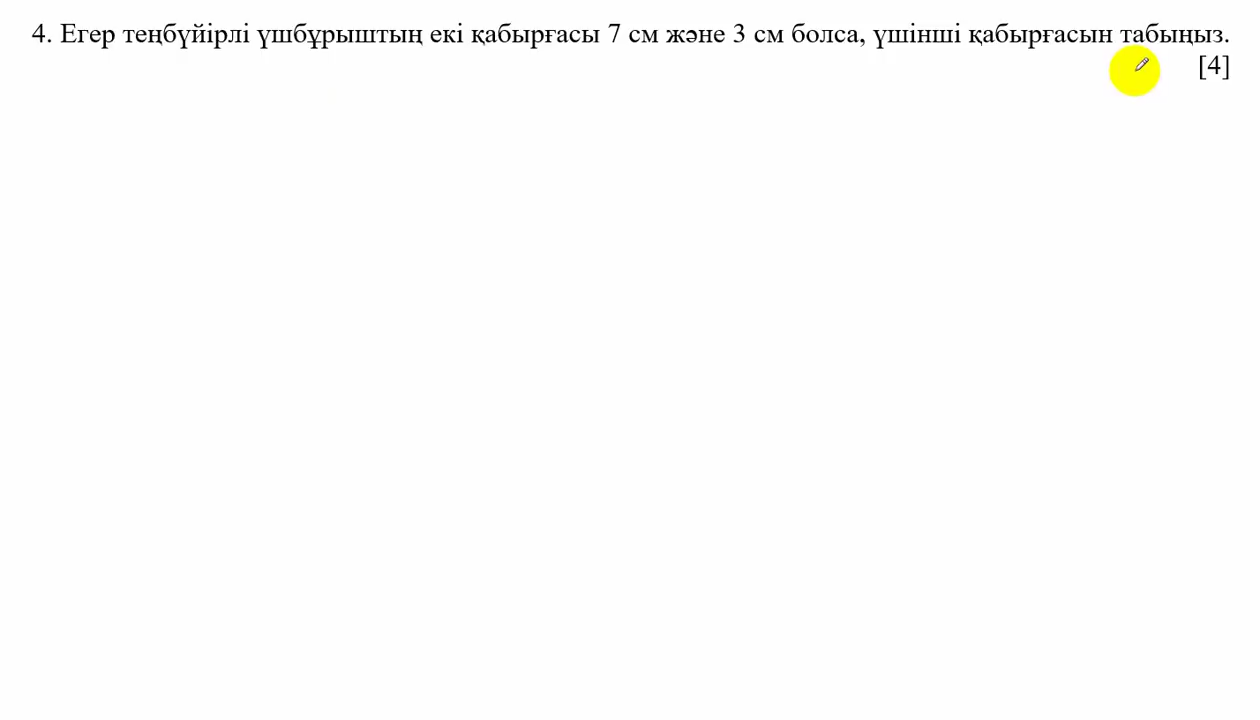 4. Егер теңбүйірлі үшбұрыштың екі қабырғасы 7 см және 3 см болса, үшінші қабырғасын табыңыз.
[4]